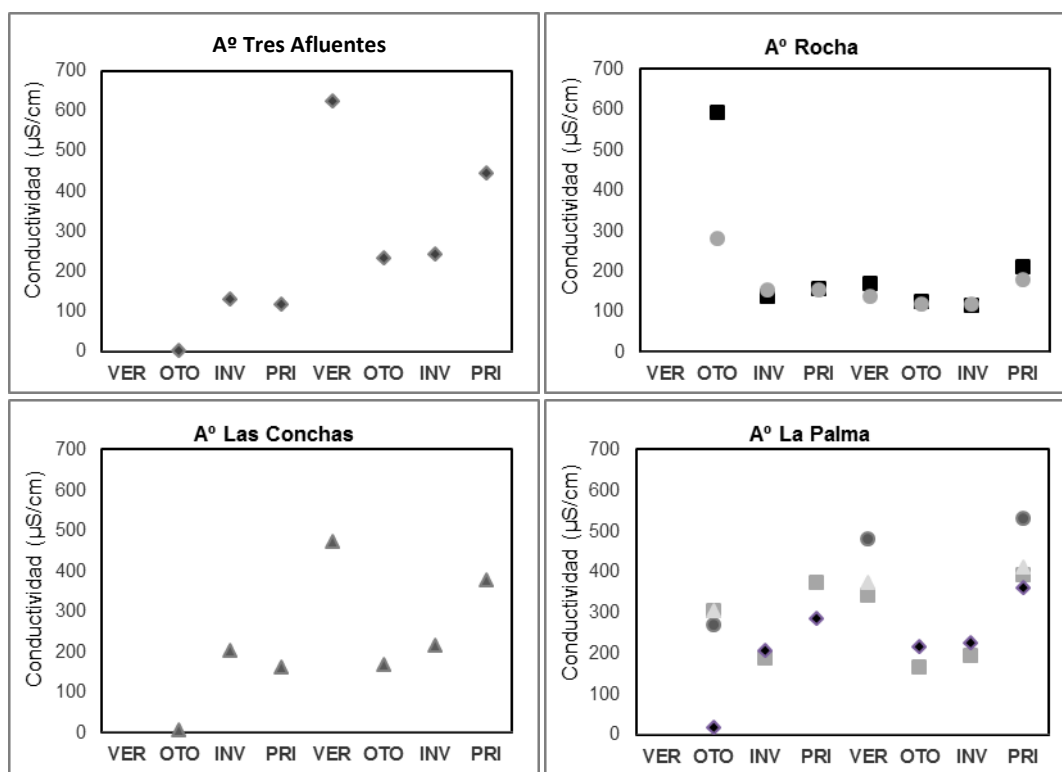 Aº Tres Afluentes
Conductividad (µS/cm)
700
600
500
400
300
200
100
0
VER OTO INV PRI VER OTO INV PRI
Aº Rocha
Conductividad (µS/cm)
700
600
500
400
300
200
100
0
VER OTO INV PRI VER OTO INV PRI
Aº Las Conchas
Conductividad (µS/cm)
700
600
500
400
300
200
100
0
VER OTO INV PRI VER OTO INV PRI
Aº La Palma
Conductividad (µS/cm)
700
600
500
400
300
200
100
0
VER OTO INV PRI VER OTO INV PRI